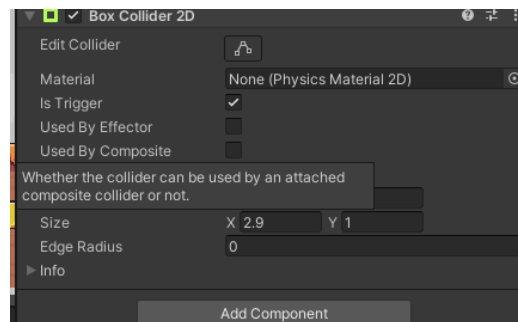 Box Collider 2D
Edit Collider
Material None (Physics Material 2D)
Is Trigger
Used By Effector
Used By Composite
Whether the collider can be used by an attached
composite collider or not.
Size X 2.9 Y 1
Edge Radius 0
Info
Add Component